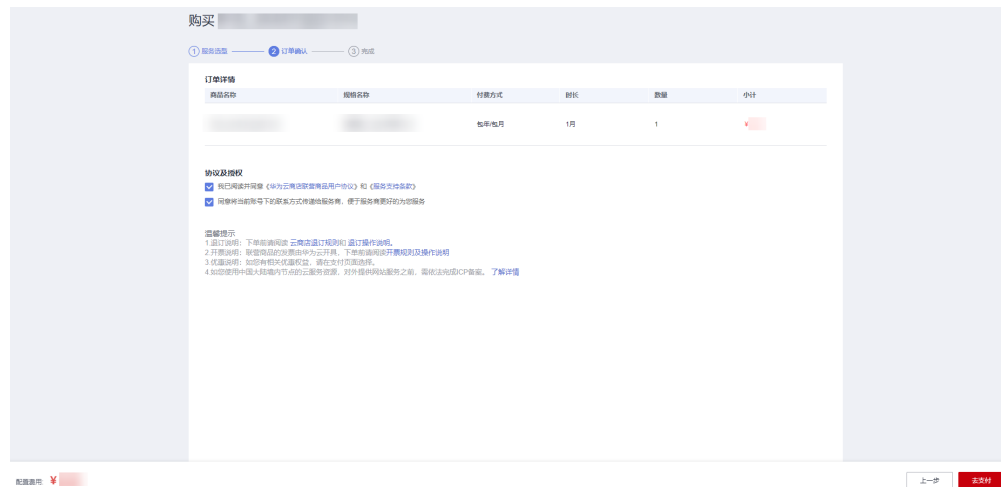 购买
1 服务选型 2 订单确认 3 完成
订单详情
商品名称 规格名称 付费方式 时长 数量 小计
包年/包月 1月 1 ¥
协议及授权
我已阅读并同意《华为云商店联营商品用户协议》和《服务支持条款》
同意将当前账号下的联系方式传递给服务商，便于服务商更好的为您服务
温馨提示
1.退订说明：下单前请阅读 云商店退订规则和 退订操作说明。
2.开票说明：联营商品的发票由华为云开具，下单前请阅读开票规则及操作说明
3.优惠说明：如您有相关优惠权益，请在支付页面选择。
4.如您使用中国大陆境内节点的云服务资源，对外提供网站服务之前，需依法完成ICP备案。 了解详情
配置费用 ¥ 上一步 去支付